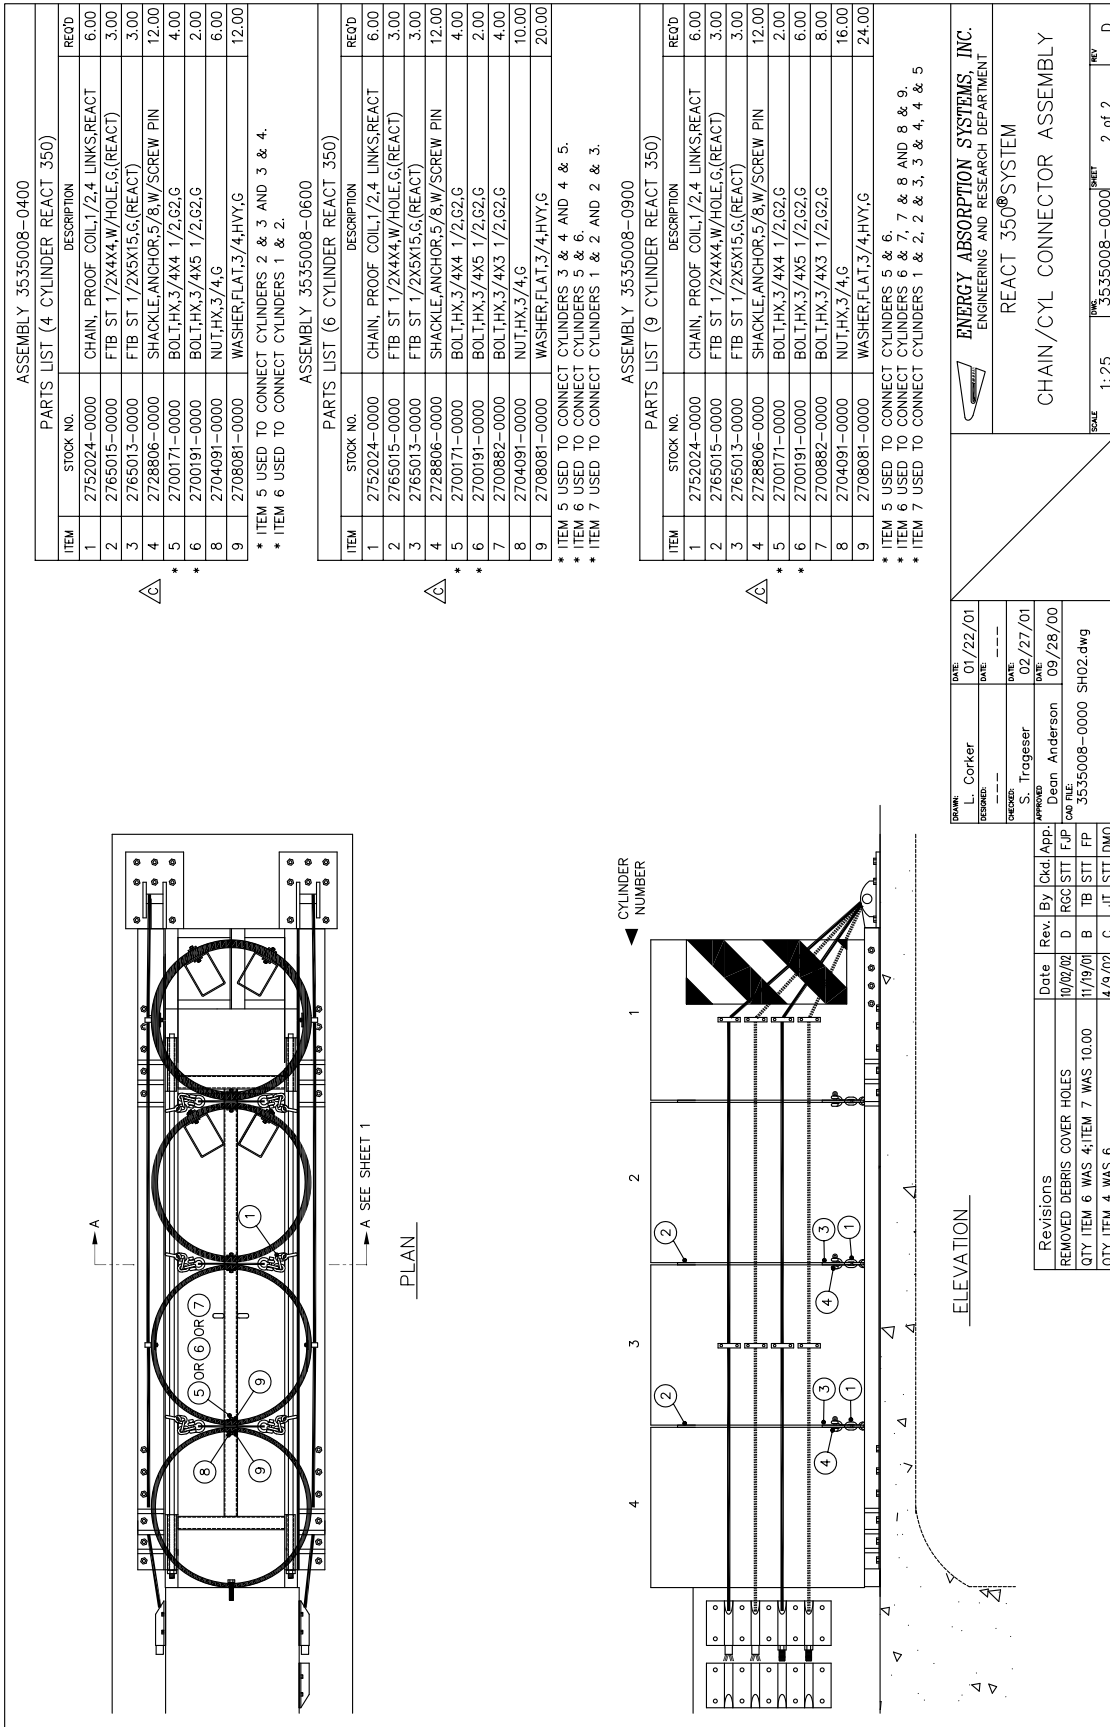 ASSEMBLY 3535008-0400
PARTS LIST (4 CYLINDER REACT 350)
ITEM STOCK NO. DESCRIPTION REQ'D
1 2752024-0000 CHAIN, PROOF COIL,1/2,4 LINKS,REACT 6.00
2 2765015-0000 FTB ST 1/2X4X4,W/HOLE,G,(REACT) 3.00
3 2765013-0000 FTB ST 1/2X5X15,G,(REACT) 3.00
4 2728806-0000 SHACKLE,ANCHOR,5/8,W/SCREW PIN 12.00
* 5 2700171-0000 BOLT,HX,3/4X4 1/2,G2,G 4.00
* 6 2700191-0000 BOLT,HX,3/4X5 1/2,G2,G 2.00
8 2704091-0000 NUT,HX,3/4,G 6.00
9 2708081-0000 WASHER,FLAT,3/4,HVY,G 12.00
C
* ITEM 5 USED TO CONNECT CYLINDERS 2 & 3 AND 3 & 4.
* ITEM 6 USED TO CONNECT CYLINDERS 1 & 2.
ASSEMBLY 3535008-0600
PARTS LIST (6 CYLINDER REACT 350)
ITEM STOCK NO. DESCRIPTION REQ'D
1 2752024-0000 CHAIN, PROOF COIL,1/2,4 LINKS,REACT 6.00
2 2765015-0000 FTB ST 1/2X4X4,W/HOLE,G,(REACT) 3.00
3 2765013-0000 FTB ST 1/2X5X15,G,(REACT) 3.00
4 2728806-0000 SHACKLE,ANCHOR,5/8,W/SCREW PIN 12.00
* 5 2700171-0000 BOLT,HX,3/4X4 1/2,G2,G 4.00
* 6 2700191-0000 BOLT,HX,3/4X5 1/2,G2,G 2.00
7 2700882-0000 BOLT,HX,3/4X3 1/2,G2,G 4.00
8 2704091-0000 NUT,HX,3/4,G 10.00
9 2708081-0000 WASHER,FLAT,3/4,HVY,G 20.00
C
* ITEM 5 USED TO CONNECT CYLINDERS 3 & 4 AND 4 & 5.
* ITEM 6 USED TO CONNECT CYLINDERS 5 & 6.
* ITEM 7 USED TO CONNECT CYLINDERS 1 & 2 AND 2 & 3.
ASSEMBLY 3535008-0900
PARTS LIST (9 CYLINDER REACT 350)
ITEM STOCK NO. DESCRIPTION REQ'D
1 2752024-0000 CHAIN, PROOF COIL,1/2,4 LINKS,REACT 6.00
2 2765015-0000 FTB ST 1/2X4X4,W/HOLE,G,(REACT) 3.00
3 2765013-0000 FTB ST 1/2X5X15,G,(REACT) 3.00
4 2728806-0000 SHACKLE,ANCHOR,5/8,W/SCREW PIN 12.00
* 5 2700171-0000 BOLT,HX,3/4X4 1/2,G2,G 2.00
* 6 2700191-0000 BOLT,HX,3/4X5 1/2,G2,G 6.00
7 2700882-0000 BOLT,HX,3/4X3 1/2,G2,G 8.00
8 2704091-0000 NUT,HX,3/4,G 16.00
9 2708081-0000 WASHER,FLAT,3/4,HVY,G 24.00
C
* ITEM 5 USED TO CONNECT CYLINDERS 5 & 6.
* ITEM 6 USED TO CONNECT CYLINDERS 6 & 7, 7 & 8 AND 8 & 9.
* ITEM 7 USED TO CONNECT CYLINDERS 1 & 2, 2 & 3, 3 & 4, 4 & 5
A
A SEE SHEET 1
5 OR 6 OR 7
1
8
9
9
PLAN
CYLINDER
NUMBER
4 3 2 1
2 2
3 3
4 4
1 1
ELEVATION
Revisions Date Rev. By Ckd. App.
REMOVED DEBRIS COVER HOLES 10/02/02 D RGC STT FJP
QTY ITEM 6 WAS 4;ITEM 7 WAS 10.00 11/19/01 B TB STT FP
QTY ITEM 4 WAS 6 4/9/02 C JT STT DMO
DRAWN: L. Corker DATE: 01/22/01
DESIGNED: --- DATE: ---
CHECKED: S. Trageser DATE: 02/27/01
APPROVED Dean Anderson DATE: 09/28/00
CAD FILE: 3535008-0000 SH02.dwg
ENERGY ABSORPTION SYSTEMS, INC.
ENGINEERING AND RESEARCH DEPARTMENT
REACT 350® SYSTEM
CHAIN/CYL CONNECTOR ASSEMBLY
SCALE 1:25 DWG. 3535008-0000 SHEET 2 of 2 REV D